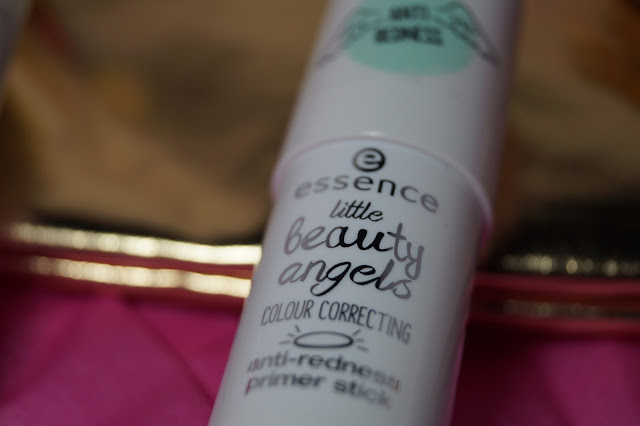 ANTI
REDNESS
e
essence
little
beauty
angels
COLOUR CORRECTING
anti-redness
primer stick